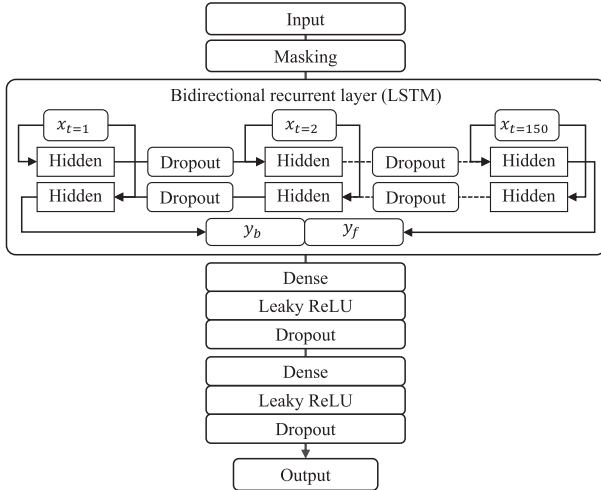 Input
Masking
Bidirectional recurrent layer (LSTM)
x_{t=1} x_{t=2} x_{t=150}
Hidden Dropout Hidden Dropout Hidden
Hidden Dropout Hidden Dropout Hidden
y_b y_f
Dense
Leaky ReLU
Dropout
Dense
Leaky ReLU
Dropout
Output